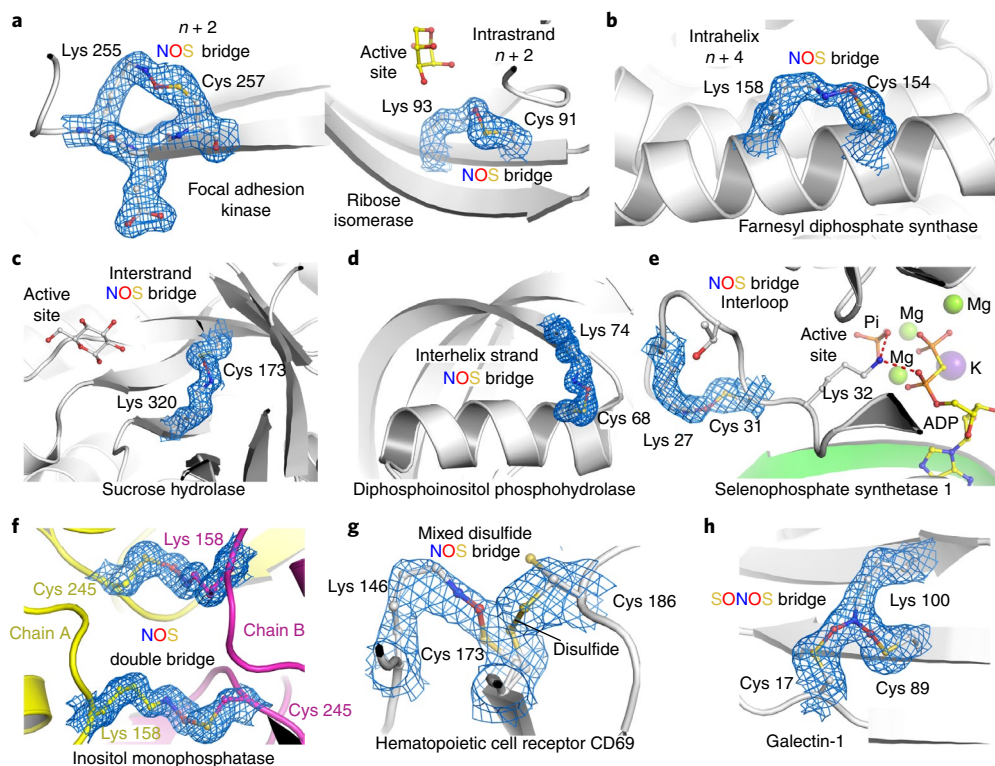 a
n + 2
Lys 255
NOS
bridge
Cys 257
Focal adhesion
kinase
Active
site
Intrastrand
n + 2
Lys 93
Cys 91
NOS bridge
Ribose
isomerase
b
Intrahelix
n + 4
NOS bridge
Lys 158
Cys 154
Farnesyl diphosphate synthase
c
Interstrand
NOS bridge
Active
site
Cys 173
Lys 320
Sucrose hydrolase
d
Lys 74
Interhelix strand
NOS bridge
Cys 68
Diphosphoinositol phosphohydrolase
e
NOS bridge
Interloop
Mg
Pi
Mg
Active
site
Mg
K
Lys 32
ADP
Lys 27
Cys 31
Selenophosphate synthetase 1
f
Lys 158
Cys 245
Chain A
NOS
Chain B
double bridge
Cys 245
Lys 158
Inositol monophosphatase
g
Mixed disulfide
NOS bridge
Lys 146
Cys 186
Disulfide
Cys 173
Hematopoietic cell receptor CD69
h
SONOS bridge
Lys 100
Cys 17
Cys 89
Galectin-1